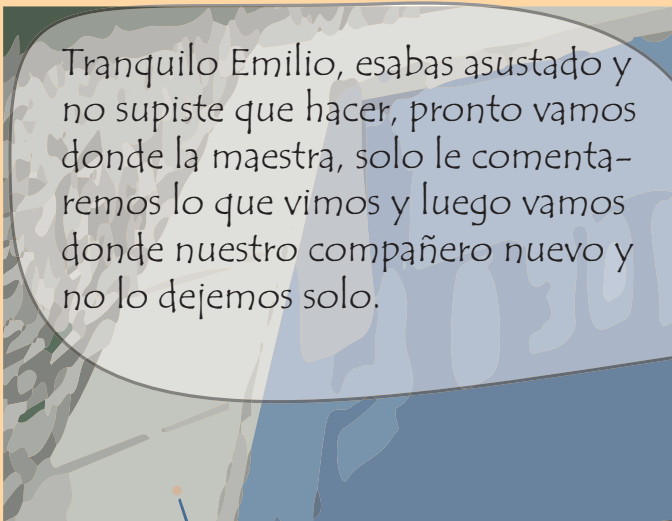 Tranquilo Emilio, esabas asustado y
no supiste que hacer, pronto vamos
donde la maestra, solo le comenta-
remos lo que vimos y luego vamos
donde nuestro compañero nuevo y
no lo dejemos solo.